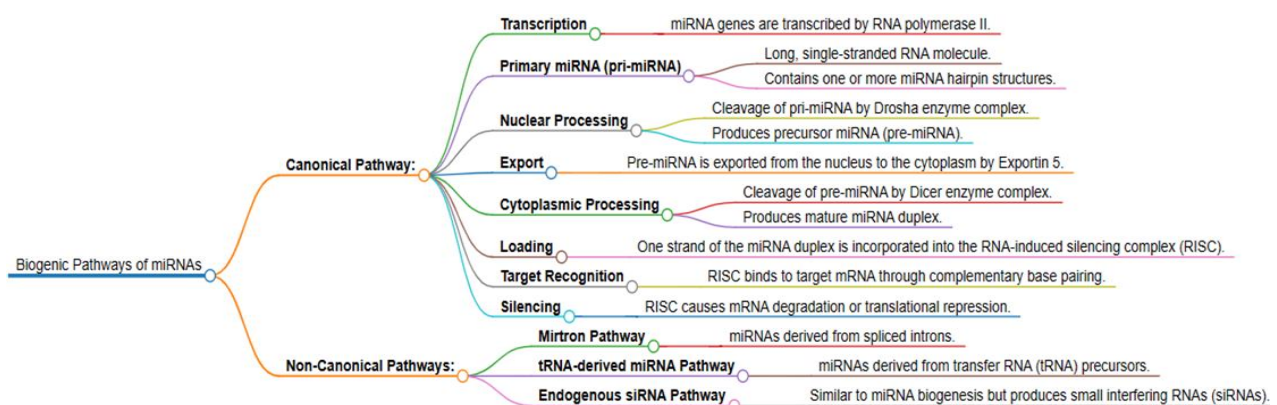 Biogenic Pathways of miRNAs
Canonical Pathway:
Transcription
miRNA genes are transcribed by RNA polymerase II.
Primary miRNA (pri-miRNA)
Long, single-stranded RNA molecule.
Contains one or more miRNA hairpin structures.
Nuclear Processing
Cleavage of pri-miRNA by Drosha enzyme complex.
Produces precursor miRNA (pre-miRNA).
Export
Pre-miRNA is exported from the nucleus to the cytoplasm by Exportin 5.
Cytoplasmic Processing
Cleavage of pre-miRNA by Dicer enzyme complex.
Produces mature miRNA duplex.
Loading
One strand of the miRNA duplex is incorporated into the RNA-induced silencing complex (RISC).
Target Recognition
RISC binds to target mRNA through complementary base pairing.
Silencing
RISC causes mRNA degradation or translational repression.
Non-Canonical Pathways:
Mirtron Pathway
miRNAs derived from spliced introns.
tRNA-derived miRNA Pathway
miRNAs derived from transfer RNA (tRNA) precursors.
Endogenous siRNA Pathway
Similar to miRNA biogenesis but produces small interfering RNAs (siRNAs).